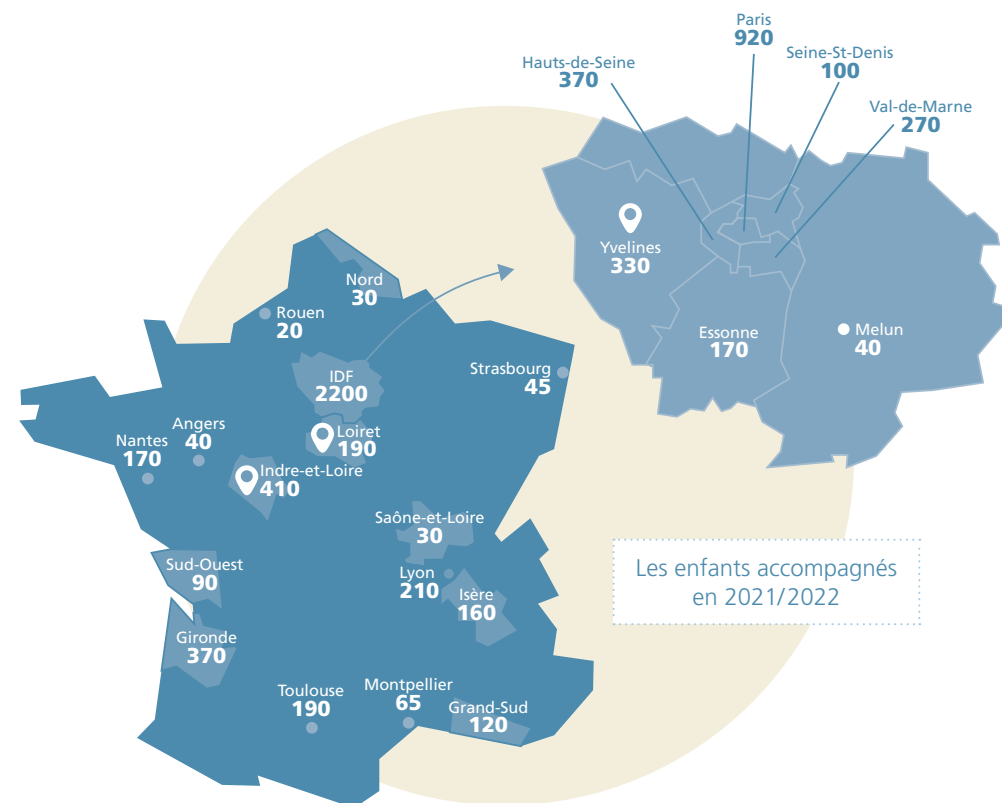 Paris
920
Hauts-de-Seine
370
Seine-St-Denis
100
Val-de-Marne
270
Yvelines
330
Essonne
170
Melun
40
Nord
30
Rouen
20
IDF
2200
Strasbourg
45
Angers
40
Nantes
170
Loiret
190
Indre-et-Loire
410
Saône-et-Loire
30
Sud-Ouest
90
Lyon
210
Isère
160
Gironde
370
Toulouse
190
Montpellier
65
Grand-Sud
120
Les enfants accompagnés
en 2021/2022